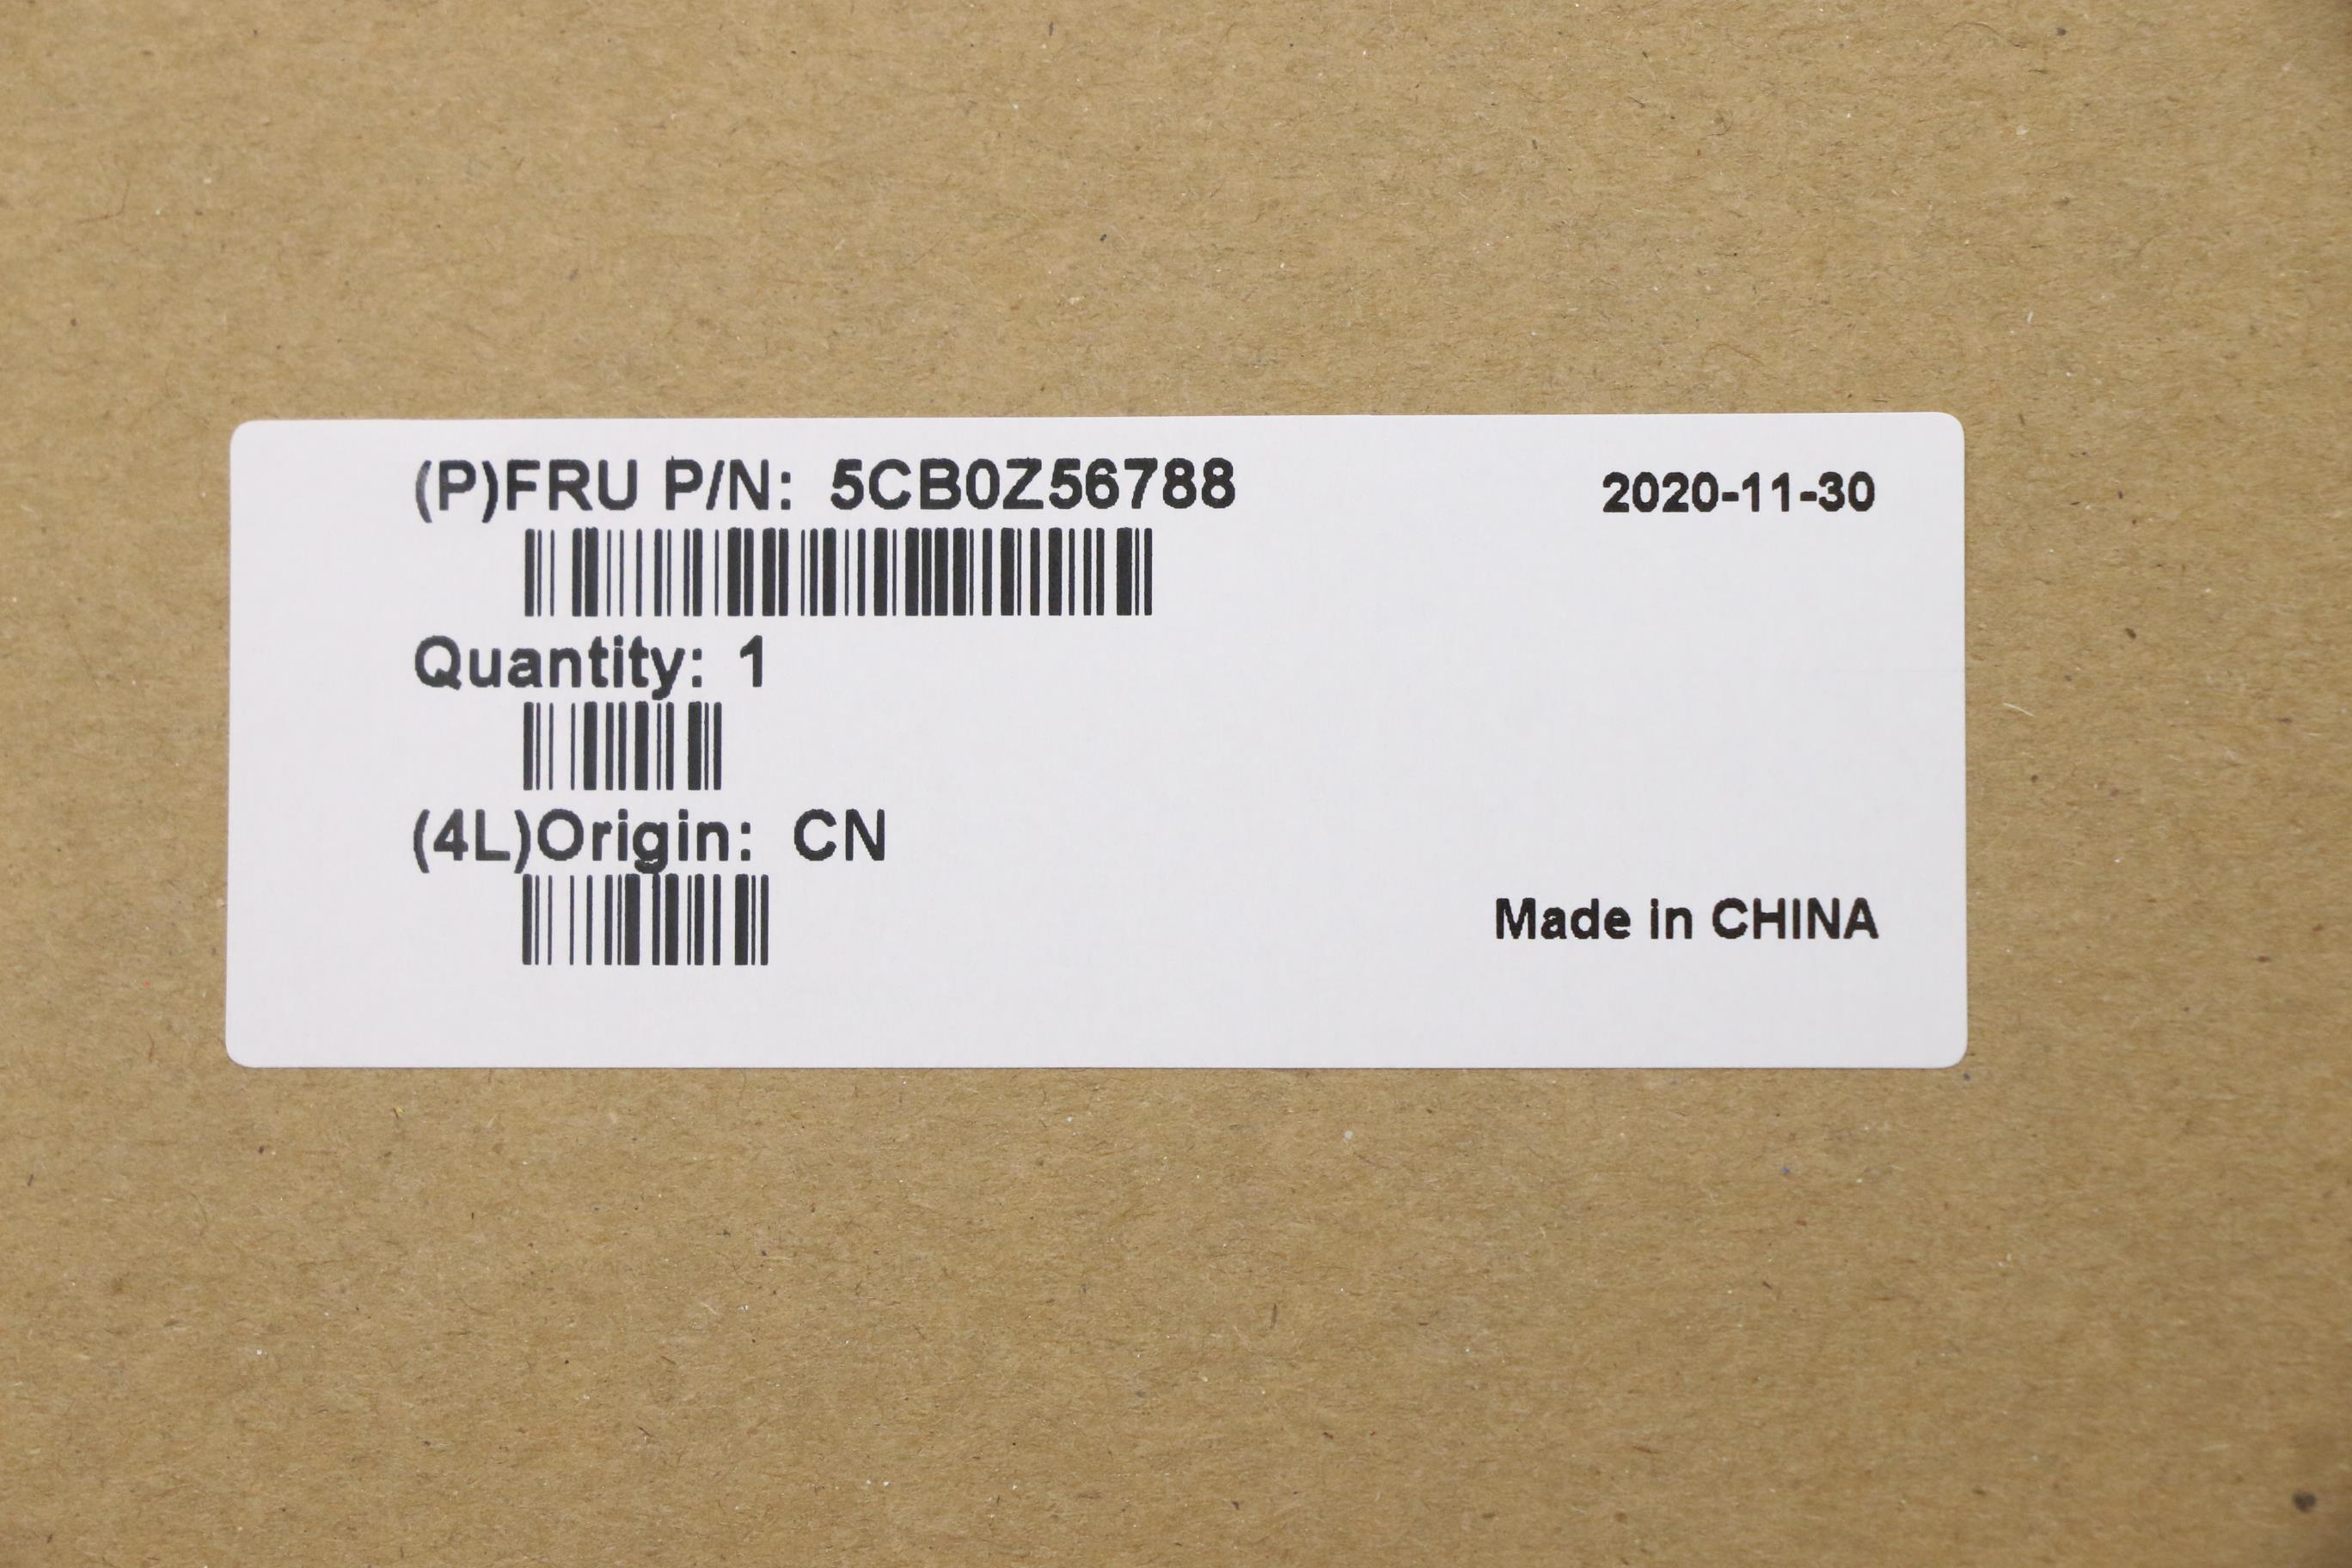 (P)FRU P/N: 5CB0Z56788
2020-11-30
Quantity: 1
(4L)Origin: CN
Made in CHINA